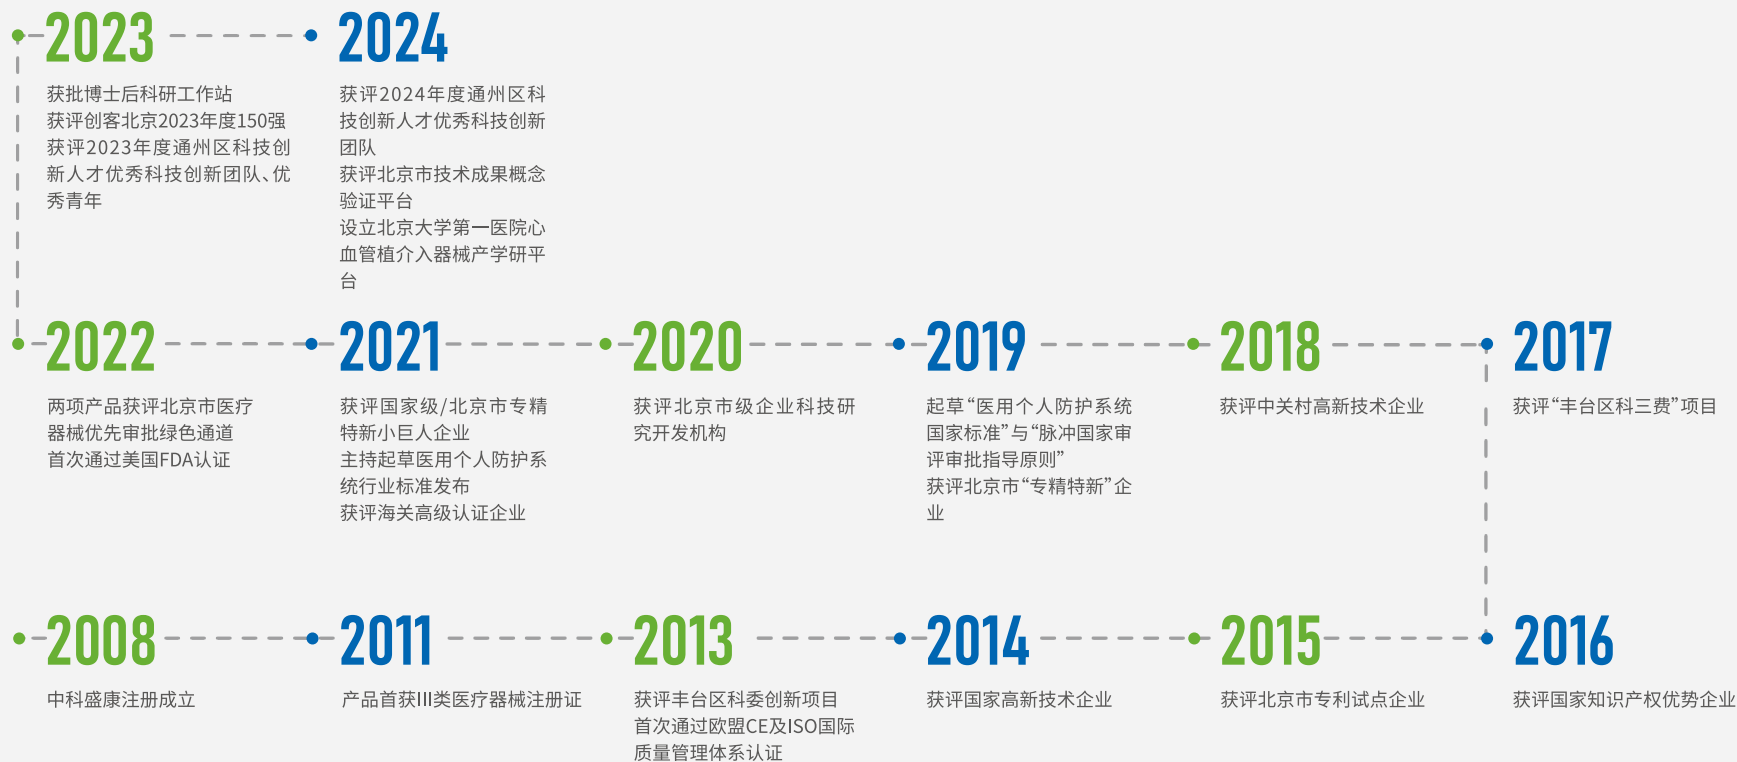 2023
获批博士后科研工作站
获评创客北京2023年度150强
获评2023年度通州区科技创
新人才优秀科技创新团队、优
秀青年
2024
获评2024年度通州区科
技创新人才优秀科技创新
团队
获评北京市技术成果概念
验证平台
设立北京大学第一医院心
血管植介入器械产学研平
台
2022
两项产品获评北京市医疗
器械优先审批绿色通道
首次通过美国FDA认证
2021
获评国家级/北京市专精
特新小巨人企业
主持起草医用个人防护系
统行业标准发布
获评海关高级认证企业
2020
获评北京市级企业科技研
究开发机构
2019
起草“医用个人防护系统
国家标准”与“脉冲国家审
评审批指导原则”
获评北京市“专精特新”企
业
2018
获评中关村高新技术企业
2017
获评“丰台区科三费”项目
2008
中科盛康注册成立
2011
产品首获III类医疗器械注册证
2013
获评丰台区科委创新项目
首次通过欧盟CE及ISO国际
质量管理体系认证
2014
获评国家高新技术企业
2015
获评北京市专利试点企业
2016
获评国家知识产权优势企业